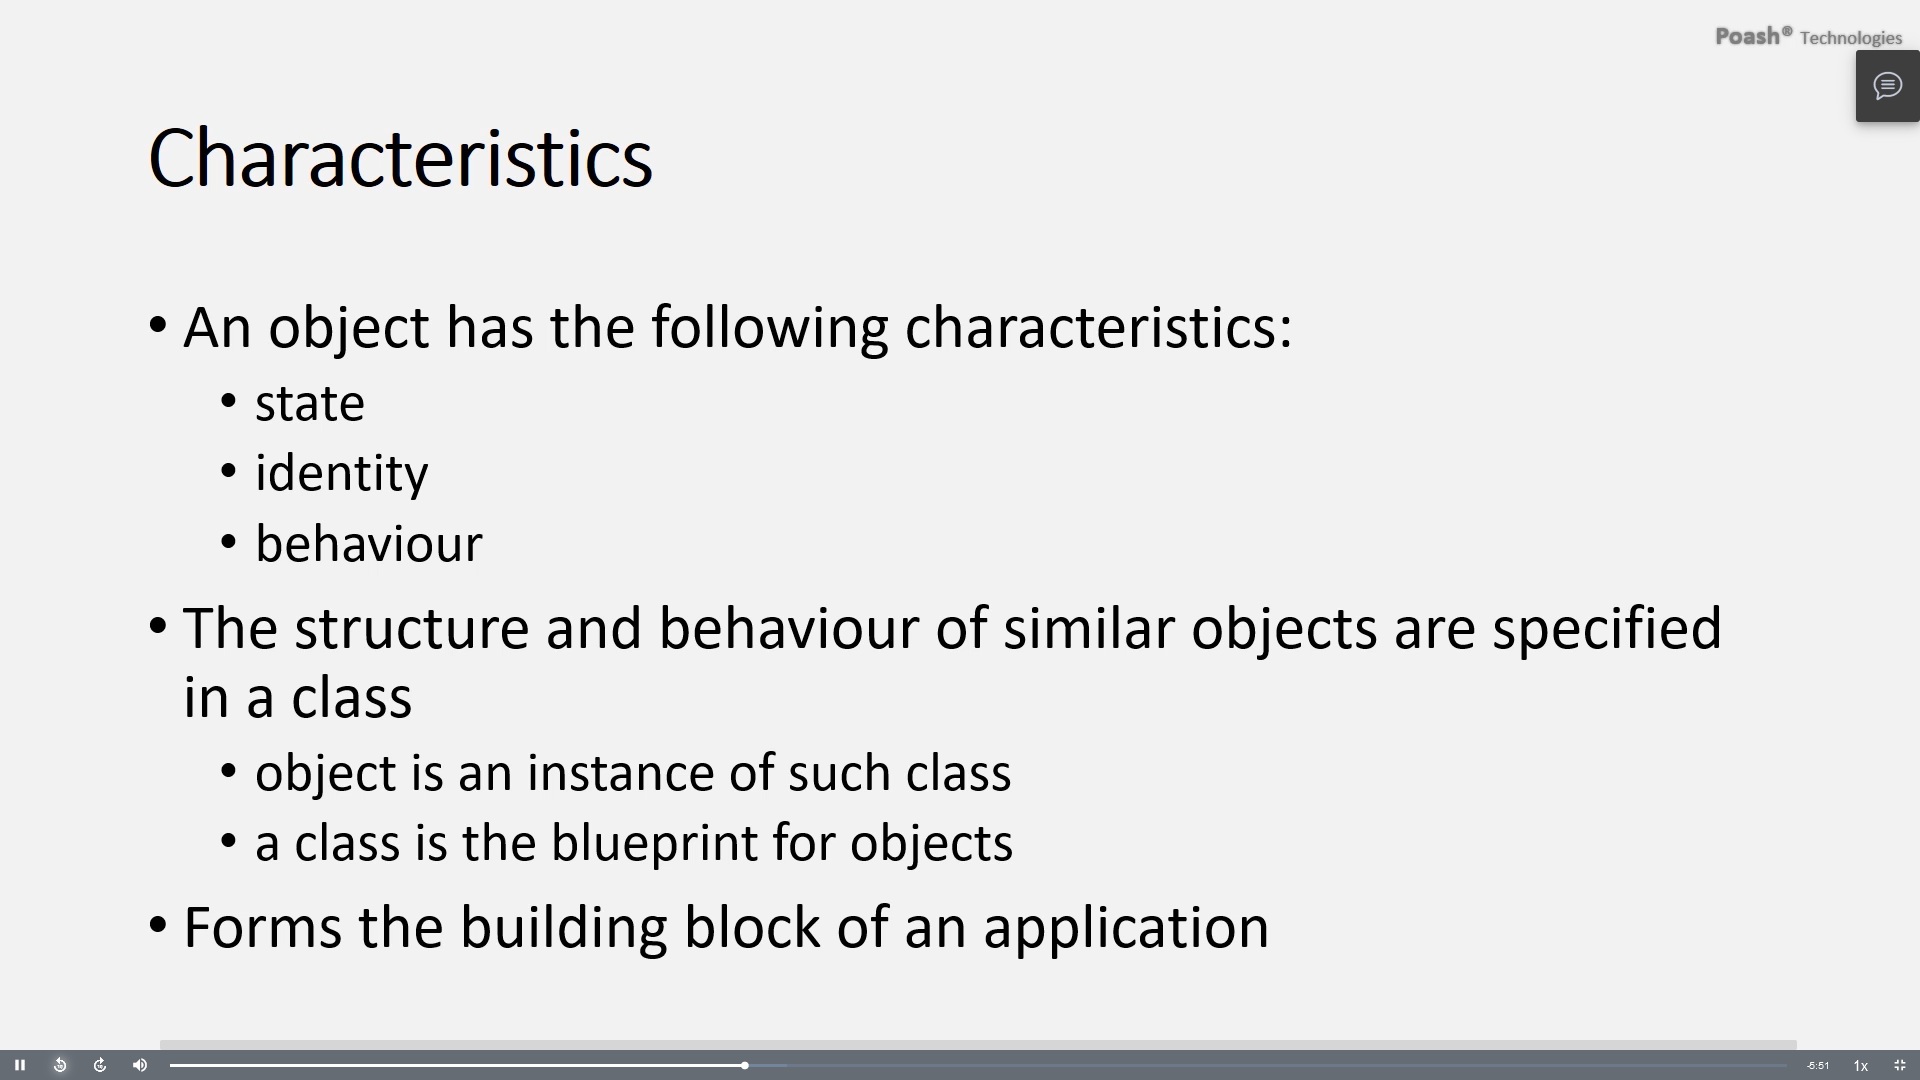 Poash® Technologies
Characteristics
• An object has the following characteristics:
• state
• identity
• behaviour
• The structure and behaviour of similar objects are specified
in a class
• object is an instance of such class
• a class is the blueprint for objects
• Forms the building block of an application
-5:51 1x